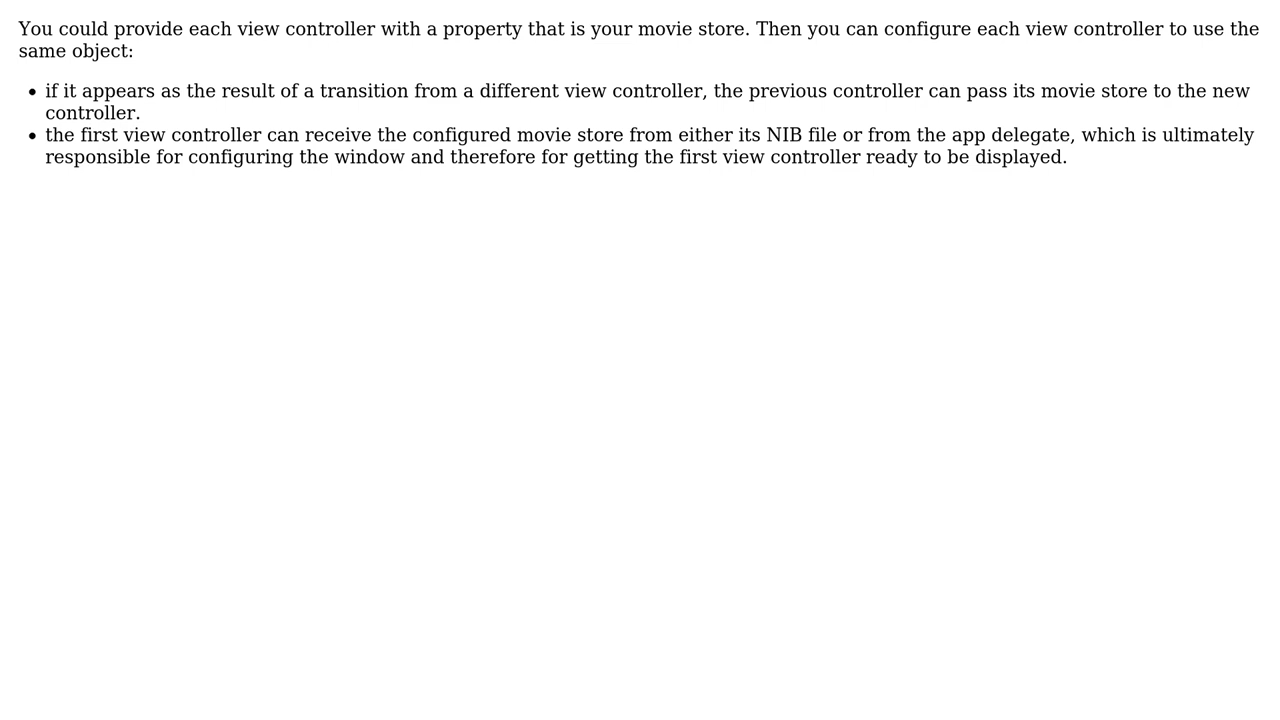 You could provide each view controller with a property that is your movie store. Then you can configure each view controller to use the
same object:
• if it appears as the result of a transition from a different view controller, the previous controller can pass its movie store to the new
controller.
• the first view controller can receive the configured movie store from either its NIB file or from the app delegate, which is ultimately
responsible for configuring the window and therefore for getting the first view controller ready to be displayed.